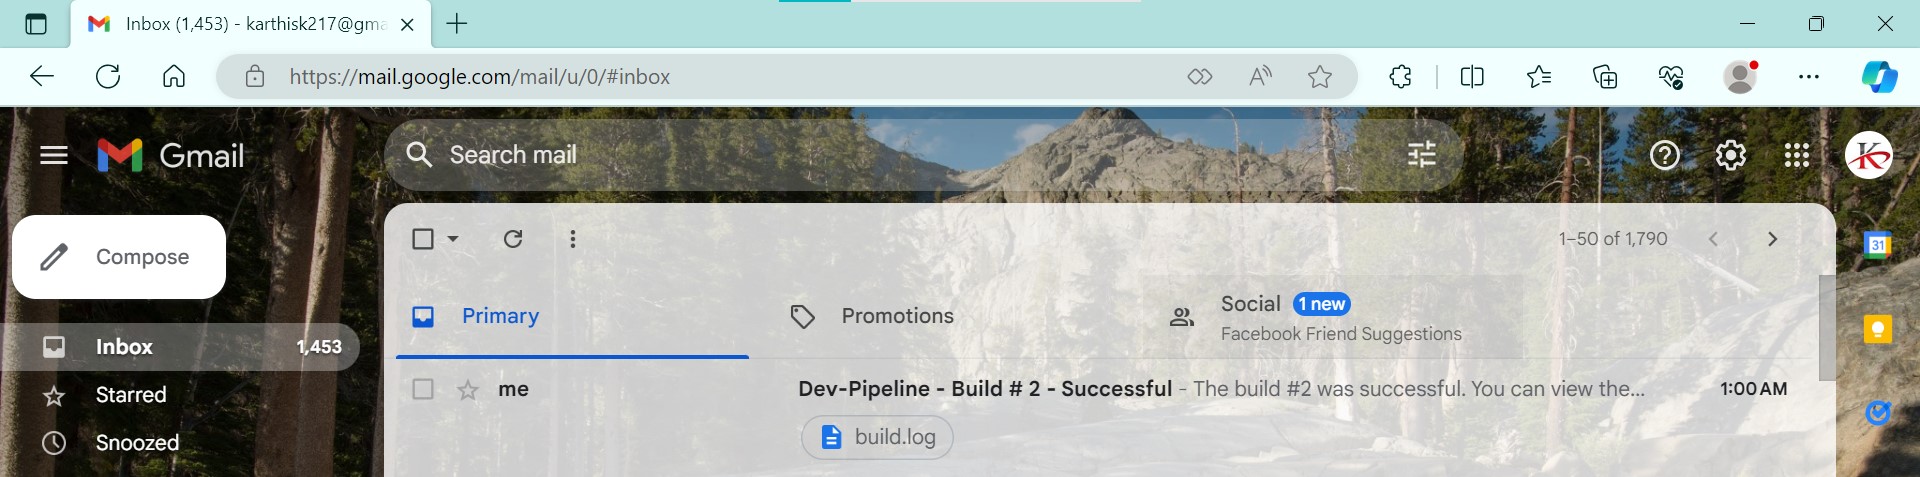 Inbox (1,453) - karthisk217@gma
https://mail.google.com/mail/u/0/#inbox
Gmail
Search mail
Compose
1–50 of 1,790
Primary
Promotions
Social 1 new
Facebook Friend Suggestions
Inbox 1,453
Starred
Snoozed
me Dev-Pipeline - Build # 2 - Successful - The build #2 was successful. You can view the... 1:00 AM
build.log
31